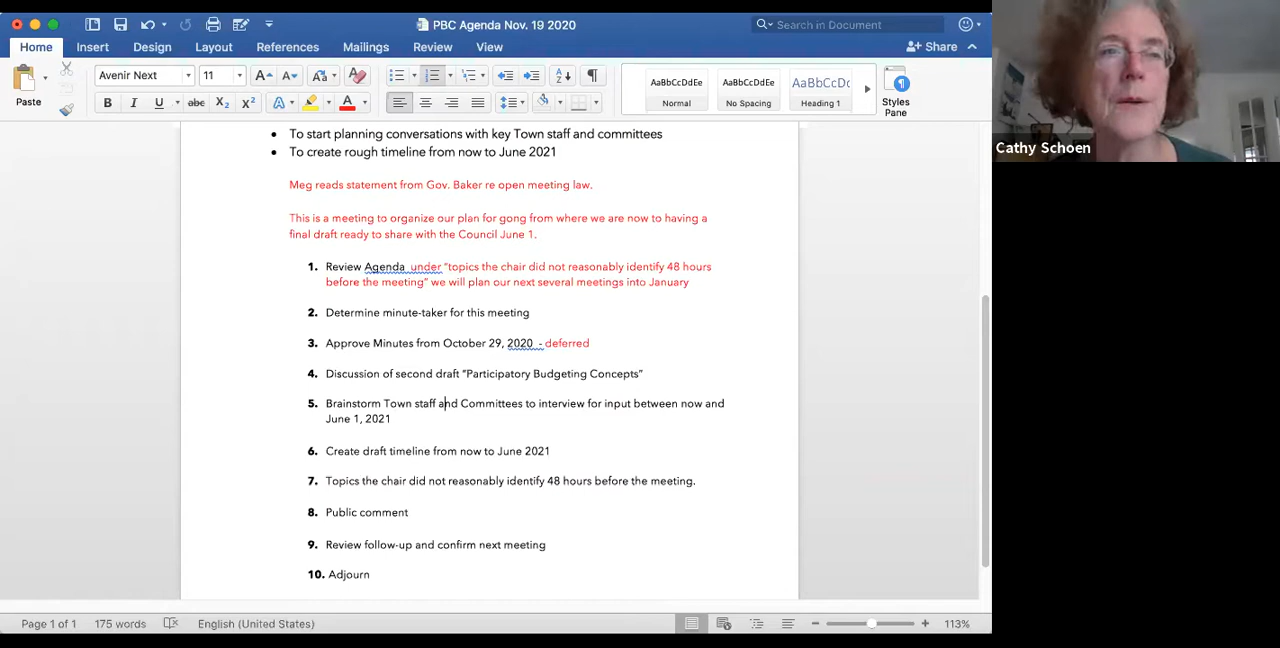 PBC Agenda Nov. 19 2020
Search in Document
Home Insert Design Layout References Mailings Review View
Share
Paste
Avenir Next 11
B I U abc X₂ X² A A
AaBbCcDdEe AaBbCcDdEe AaBbCcDc
Normal No Spacing Heading 1
Styles
Pane
• To start planning conversations with key Town staff and committees
• To create rough timeline from now to June 2021
Meg reads statement from Gov. Baker re open meeting law.
This is a meeting to organize our plan for gong from where we are now to having a
final draft ready to share with the Council June 1.
1. Review Agenda under "topics the chair did not reasonably identify 48 hours
before the meeting" we will plan our next several meetings into January
2. Determine minute-taker for this meeting
3. Approve Minutes from October 29, 2020 - deferred
4. Discussion of second draft "Participatory Budgeting Concepts"
5. Brainstorm Town staff and Committees to interview for input between now and
June 1, 2021
6. Create draft timeline from now to June 2021
7. Topics the chair did not reasonably identify 48 hours before the meeting.
8. Public comment
9. Review follow-up and confirm next meeting
10. Adjourn
Page 1 of 1 175 words English (United States) 113%
Cathy Schoen